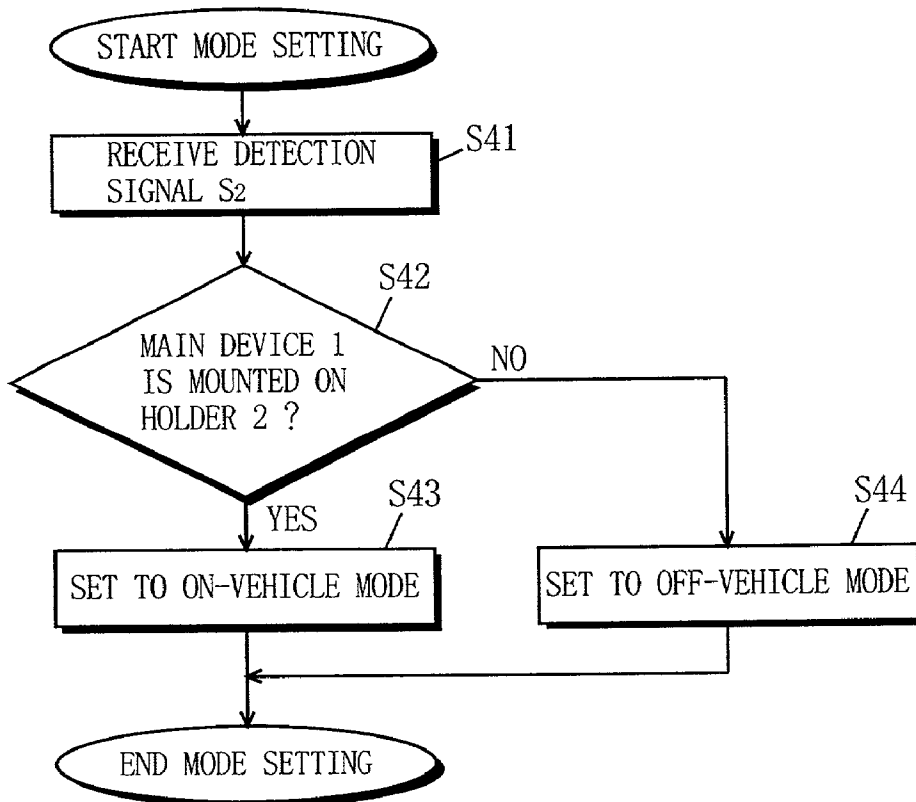 START MODE SETTING
RECEIVE DETECTION
SIGNAL S2
S41
S42
MAIN DEVICE 1
IS MOUNTED ON
HOLDER 2 ?
NO
YES
S43
S44
SET TO ON-VEHICLE MODE
SET TO OFF-VEHICLE MODE
END MODE SETTING